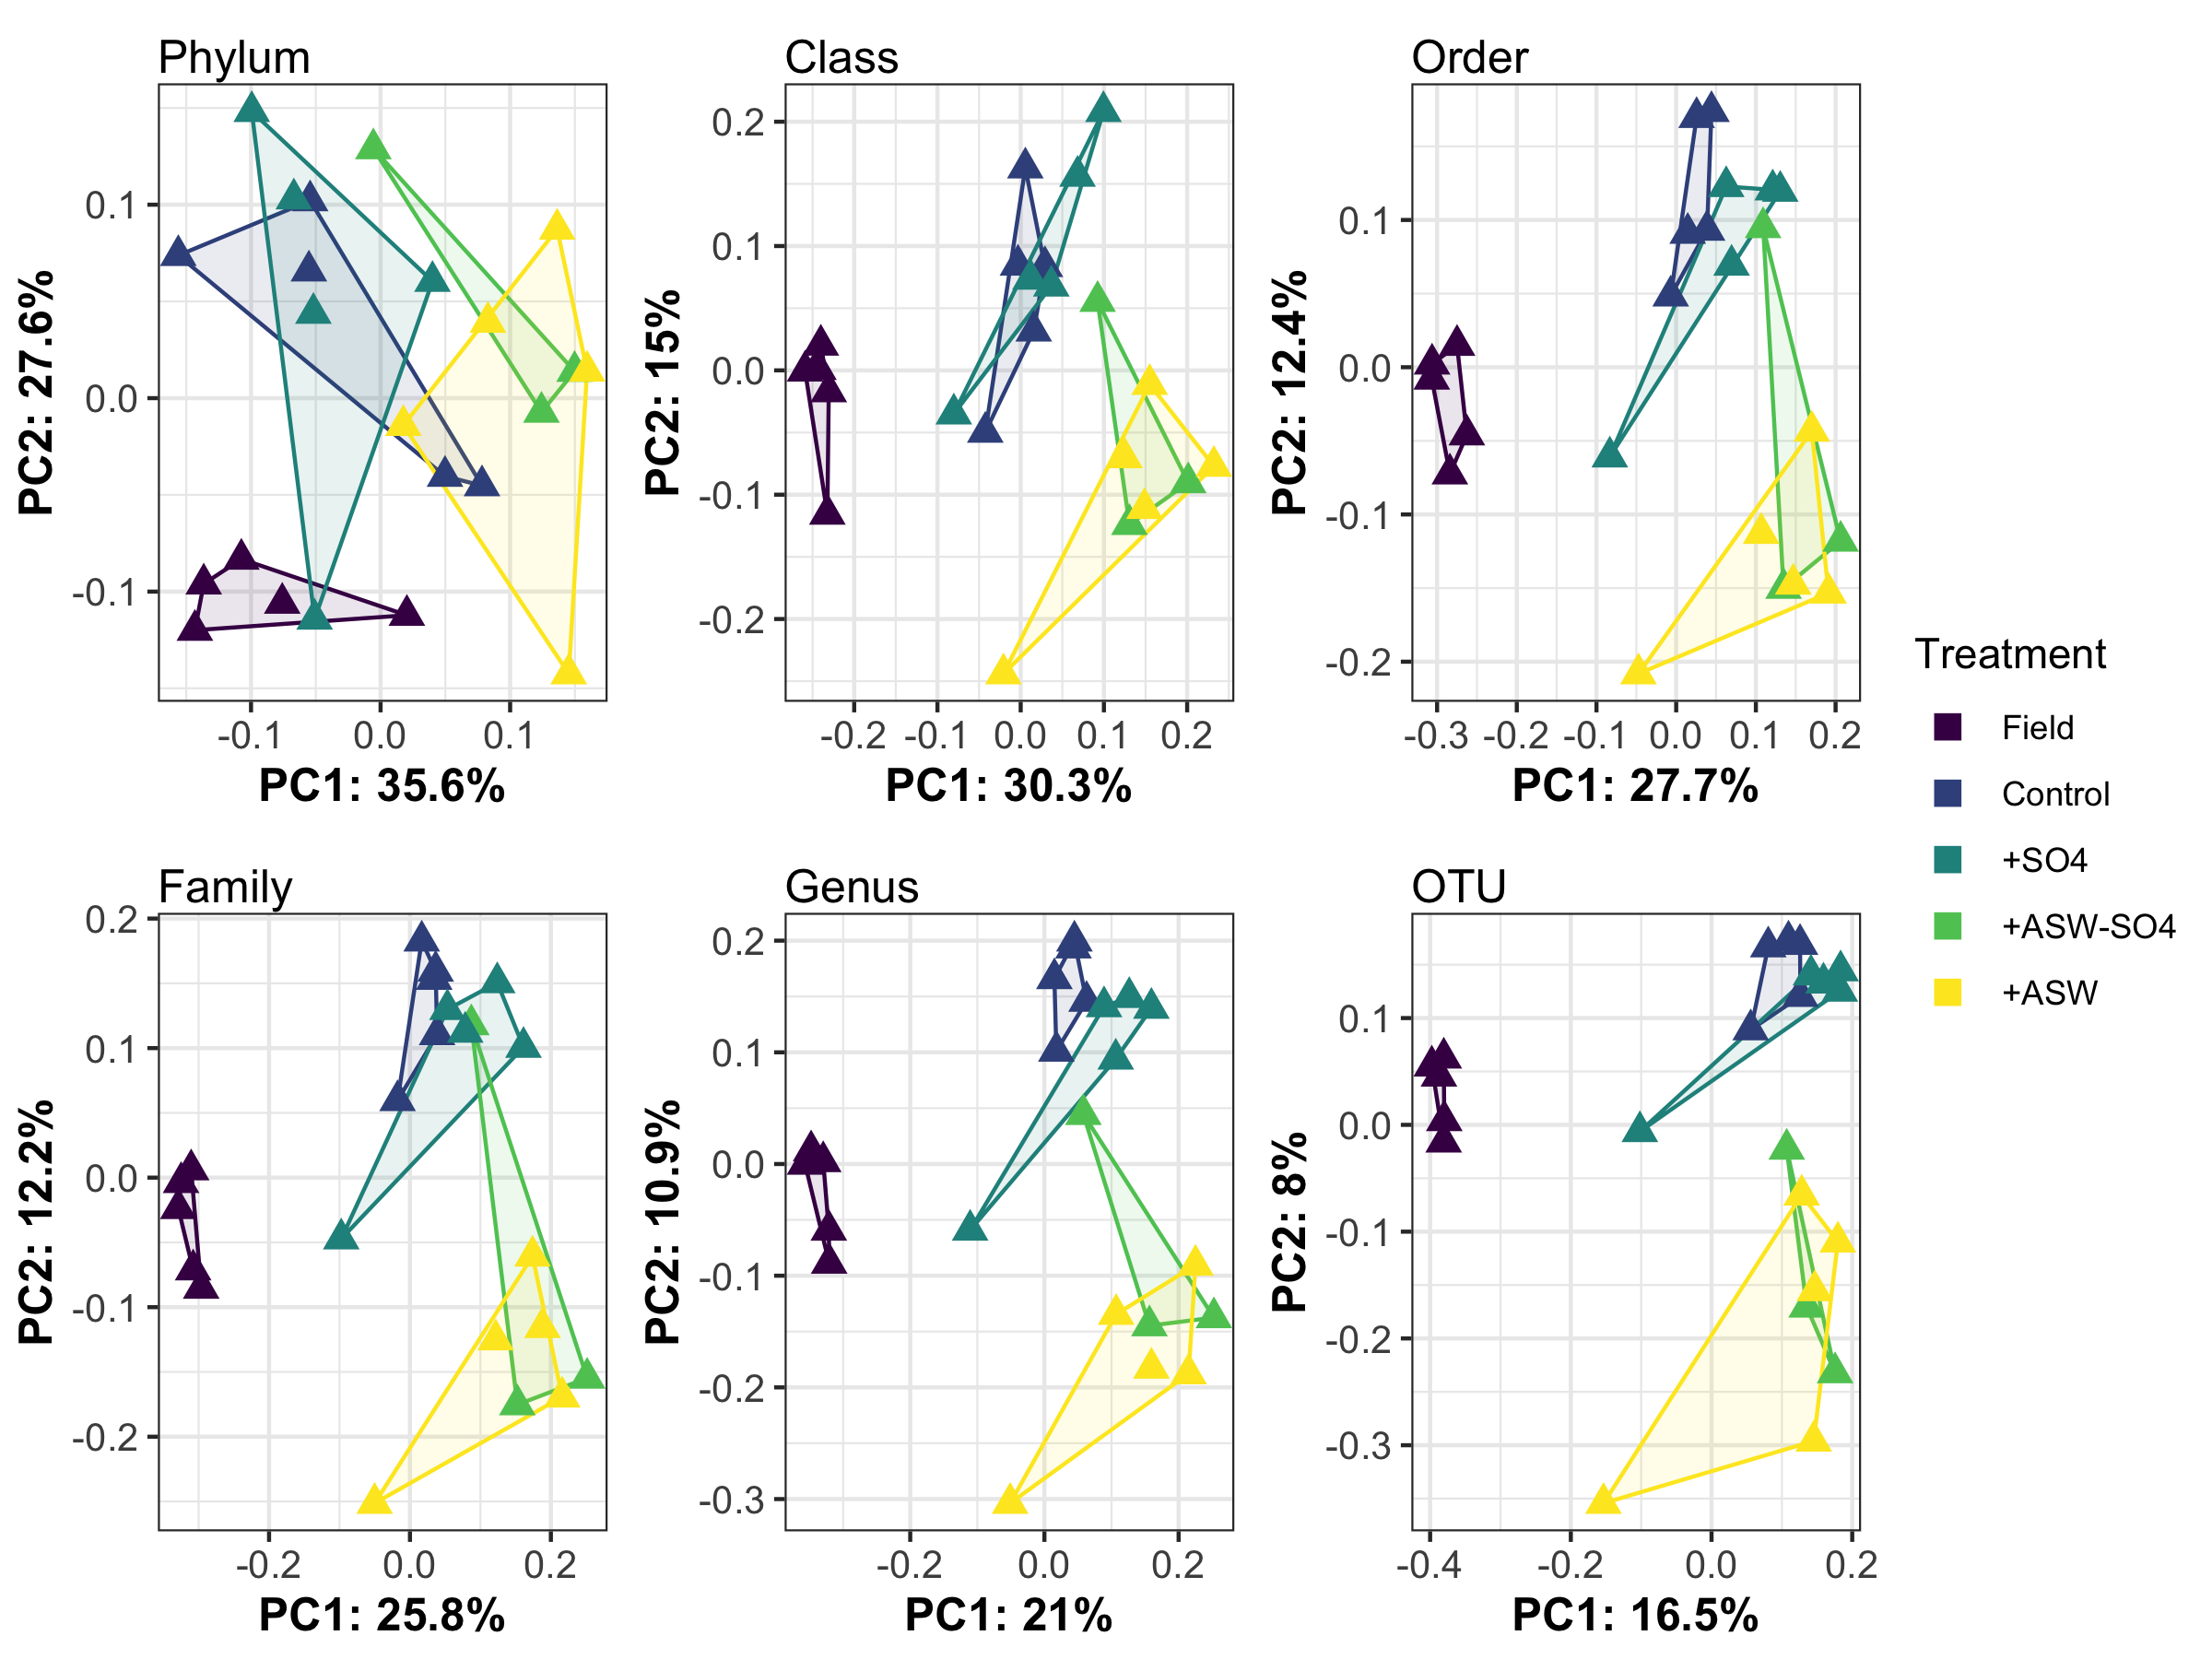 Phylum
PC2: 27.6%
0.1
0.0
-0.1
-0.1 0.0 0.1
PC1: 35.6%
Class
PC2: 15%
0.2
0.1
0.0
-0.1
-0.2
-0.2 -0.1 0.0 0.1 0.2
PC1: 30.3%
Order
PC2: 12.4%
0.1
0.0
-0.1
-0.2
-0.3 -0.2 -0.1 0.0 0.1 0.2
PC1: 27.7%
Family
PC2: 12.2%
0.2
0.1
0.0
-0.1
-0.2
-0.2 0.0 0.2
PC1: 25.8%
Genus
PC2: 10.9%
0.2
0.1
0.0
-0.1
-0.2
-0.3
-0.2 0.0 0.2
PC1: 21%
OTU
PC2: 8%
0.1
0.0
-0.1
-0.2
-0.3
-0.4 -0.2 0.0 0.2
PC1: 16.5%
Treatment
Field
Control
+SO4
+ASW-SO4
+ASW